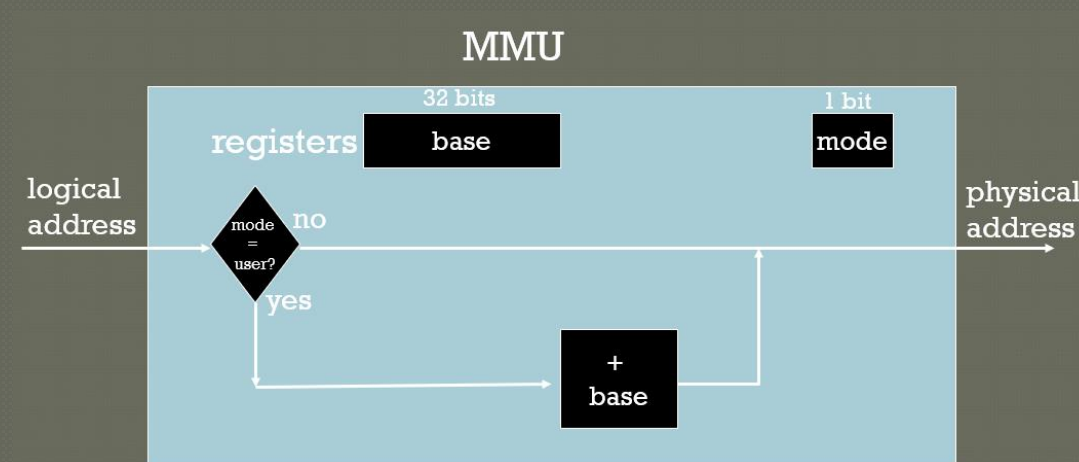 MMU
32 bits
1 bit
registers
base
mode
logical
address
mode
=
user?
no
yes
physical
address
+
base